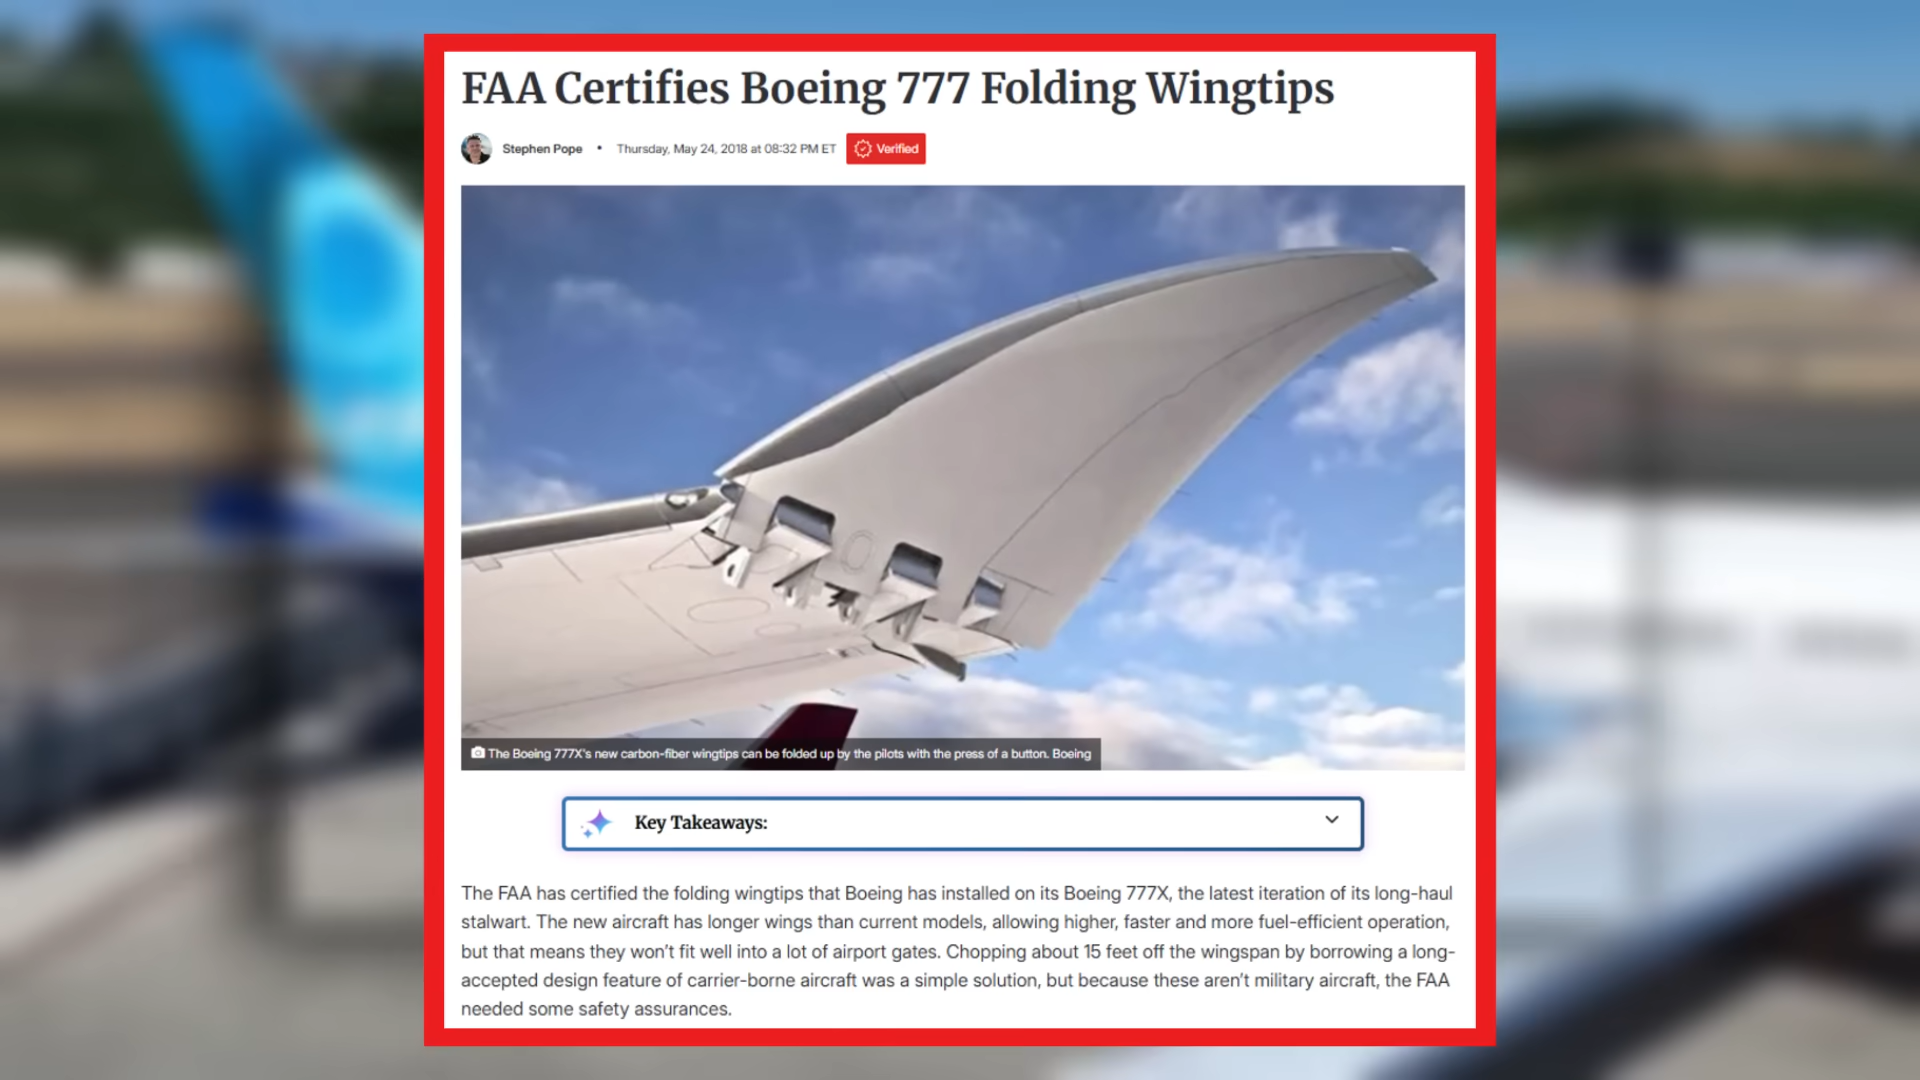 FAA Certifies Boeing 777 Folding Wingtips
Stephen Pope • Thursday, May 24, 2018 at 08:32 PM ET Verified
The Boeing 777X's new carbon-fiber wingtips can be folded up by the pilots with the press of a button. Boeing
Key Takeaways:
The FAA has certified the folding wingtips that Boeing has installed on its Boeing 777X, the latest iteration of its long-haul
stalwart. The new aircraft has longer wings than current models, allowing higher, faster and more fuel-efficient operation,
but that means they won’t fit well into a lot of airport gates. Chopping about 15 feet off the wingspan by borrowing a long-
accepted design feature of carrier-borne aircraft was a simple solution, but because these aren’t military aircraft, the FAA
needed some safety assurances.